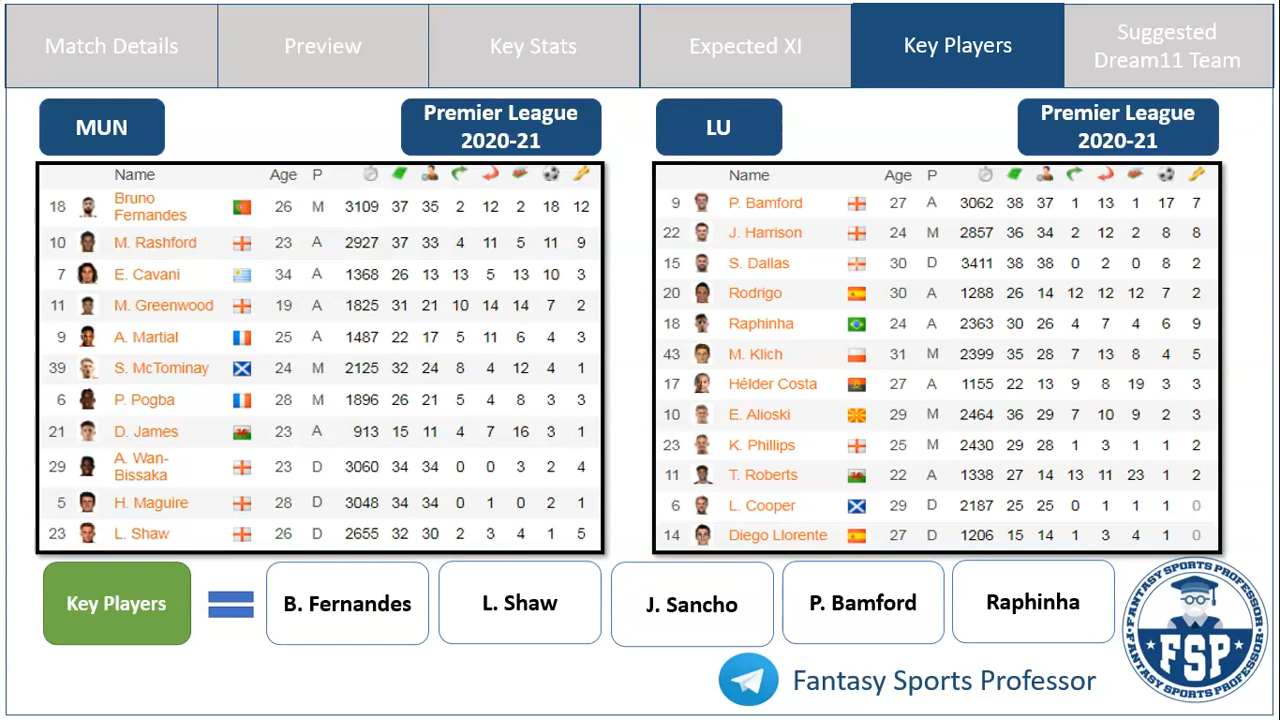 Match Details
Preview
Key Stats
Expected XI
Key Players
Suggested
Dream11 Team
MUN
Premier League
2020-21
Name Age P
18 Bruno Fernandes 26 M 3109 37 35 2 12 2 18 12
10 M. Rashford 23 A 2927 37 33 4 11 5 11 9
7 E. Cavani 34 A 1368 26 13 13 5 13 10 3
11 M. Greenwood 19 A 1825 31 21 10 14 14 7 2
9 A. Martial 25 A 1487 22 17 5 11 6 4 3
39 S. McTominay 24 M 2125 32 24 8 4 12 4 1
6 P. Pogba 28 M 1896 26 21 5 4 8 3 3
21 D. James 23 A 913 15 11 4 7 16 3 1
29 A. Wan-Bissaka 23 D 3060 34 34 0 0 3 2 4
5 H. Maguire 28 D 3048 34 34 0 1 0 2 1
23 L. Shaw 26 D 2655 32 30 2 3 4 1 5
LU
Premier League
2020-21
Name Age P
9 P. Bamford 27 A 3062 38 37 1 13 1 17 7
22 J. Harrison 24 M 2857 36 34 2 12 2 8 8
15 S. Dallas 30 D 3411 38 38 0 2 0 8 2
20 Rodrigo 30 A 1288 26 14 12 12 12 7 2
18 Raphinha 24 A 2363 30 26 4 7 4 6 9
43 M. Klich 31 M 2399 35 28 7 13 8 4 5
17 Hélder Costa 27 A 1155 22 13 9 8 19 3 3
10 E. Alioski 29 M 2464 36 29 7 10 9 2 3
23 K. Phillips 25 M 2430 29 28 1 3 1 1 2
11 T. Roberts 22 A 1338 27 14 13 11 23 1 2
6 L. Cooper 29 D 2187 25 25 0 1 1 1 0
14 Diego Llorente 27 D 1206 15 14 1 3 4 1 0
Key Players
B. Fernandes
L. Shaw
J. Sancho
P. Bamford
Raphinha
Fantasy Sports Professor
FANTASY SPORTS PROFESSOR
FSP
FANTASY SPORTS PROFESSOR